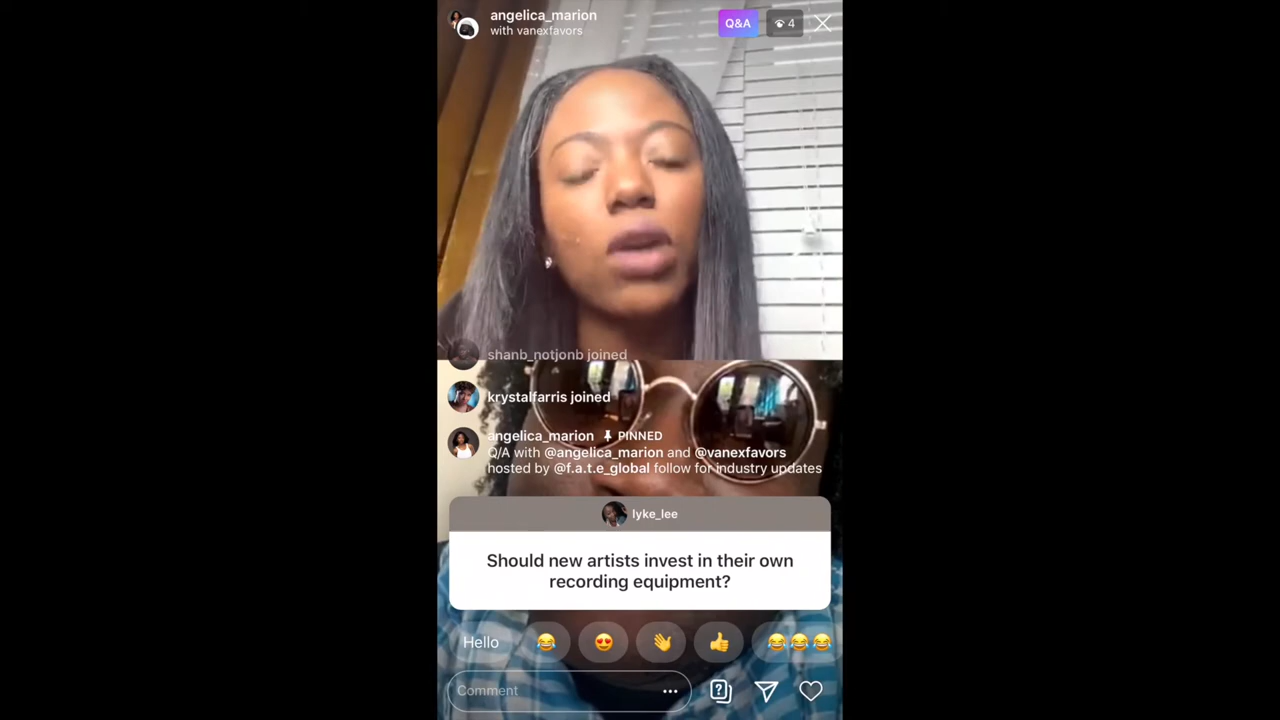 angelica_marion
with vanexfavors
Q&A
4
shanb_notjonb joined
krystalfarris joined
angelica_marion PINNED
Q/A with @angelica_marion and @vanexfavors
hosted by @f.a.t.e_global follow for industry updates
lyke_lee
Should new artists invest in their own
recording equipment?
Hello
Comment